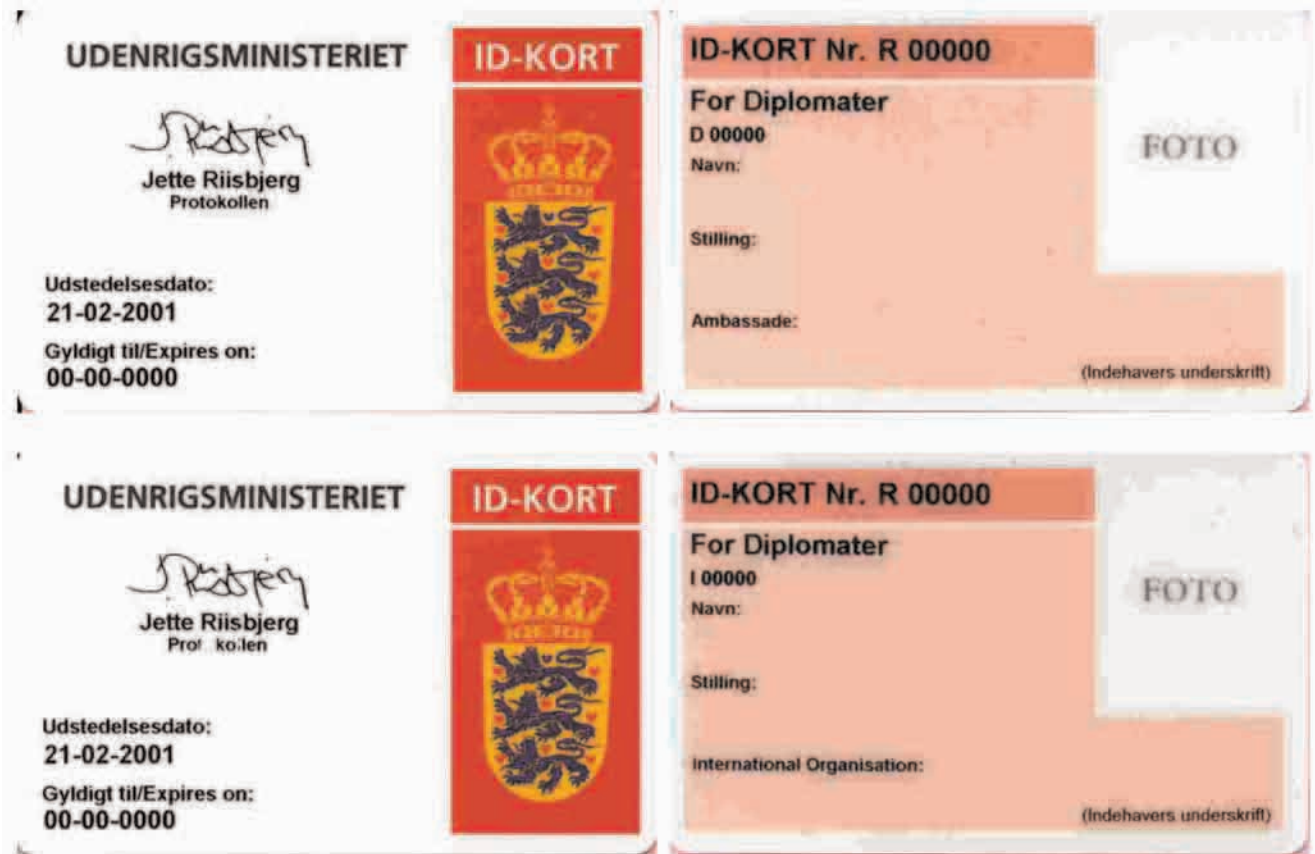 UDENRIGSMINISTERIET
Jette Riisbjerg
Protokollen
Udstedelsesdato:
21-02-2001
Gyldigt til/Expires on:
00-00-0000
ID-KORT
ID-KORT Nr. R 00000
For Diplomater
D 00000
Navn:
Stilling:
Ambassade:
(Indehavers underskrift)
FOTO
UDENRIGSMINISTERIET
Jette Riisbjerg
Prot kollen
Udstedelsesdato:
21-02-2001
Gyldigt til/Expires on:
00-00-0000
ID-KORT
ID-KORT Nr. R 00000
For Diplomater
I 00000
Navn:
Stilling:
International Organisation:
(Indehavers underskrift)
FOTO